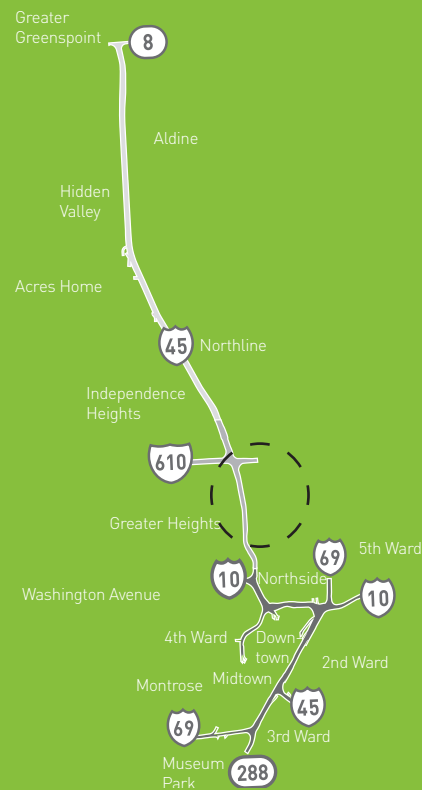 Greater
Greenspoint
8
Aldine
Hidden
Valley
Acres Home
45
Northline
Independence
Heights
610
Greater Heights
69
5th Ward
10
Northside
10
Washington Avenue
4th Ward
Down-
town
2nd Ward
Midtown
Montrose
45
69
3rd Ward
Museum
Park
288